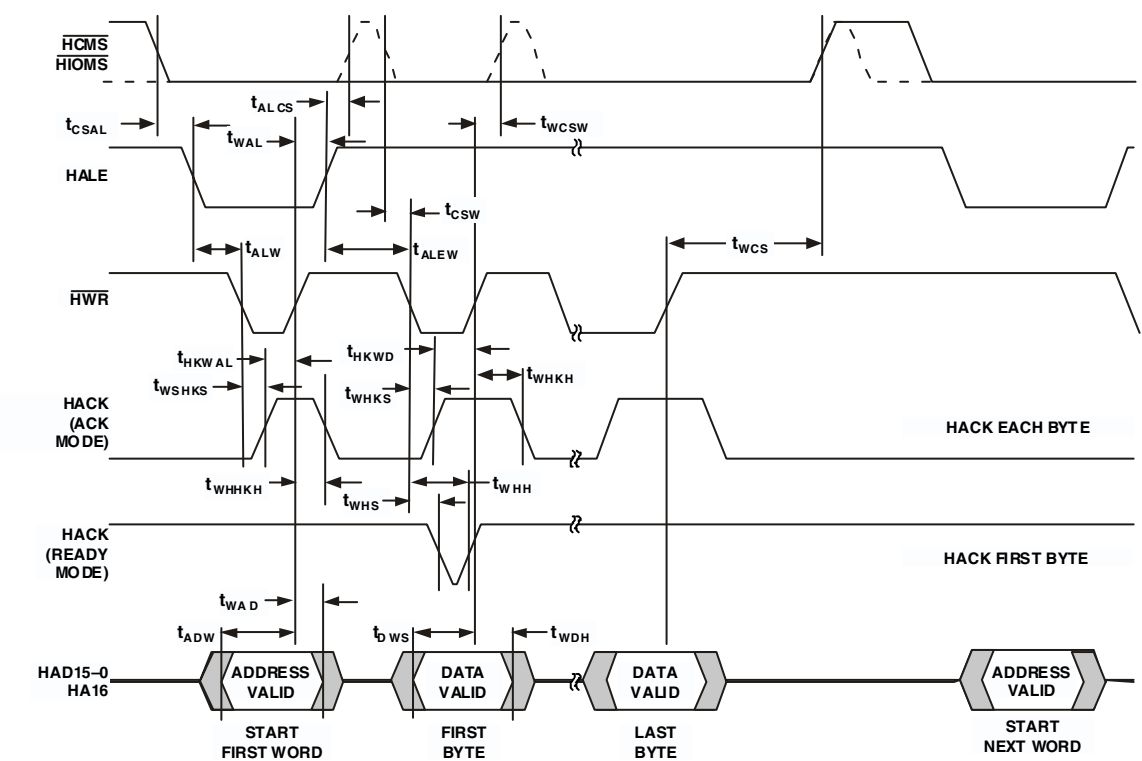 HCMS
HIOMS
tALCS
tCSAL
tWAL
tWCSW
HALE
tCSW
tALW
tALEW
tWCS
HWR
tHKWAL
tHKWD
tWSHKS
tWHKS
tWHKH
HACK
(ACK
MODE)
HACK EACH BYTE
tWHHKH
tWHS
tWHH
HACK
(READY
MODE)
HACK FIRST BYTE
tWAD
tADW
tDWS
tWDH
HAD15–0
HA16
ADDRESS
VALID
DATA
VALID
DATA
VALID
ADDRESS
VALID
START
FIRST WORD
FIRST
BYTE
LAST
BYTE
START
NEXT WORD